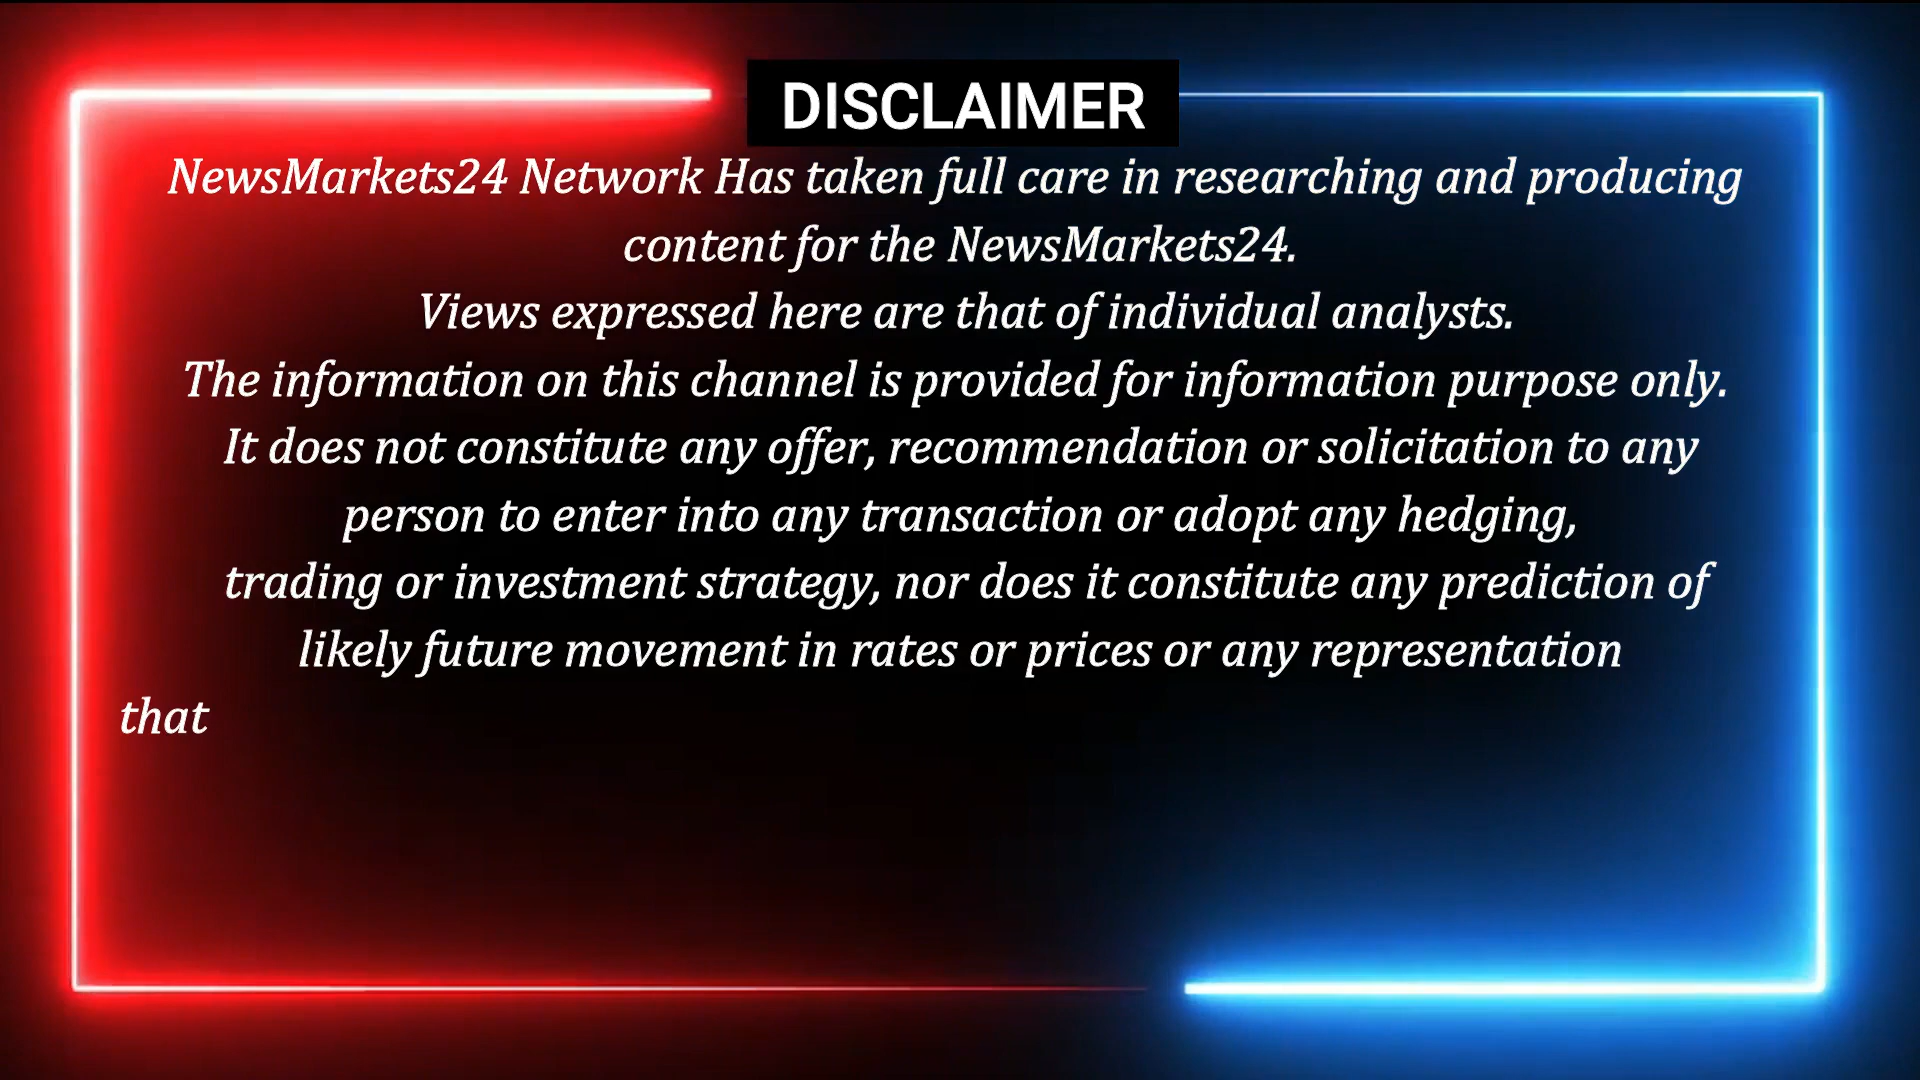 DISCLAIMER
NewsMarkets24 Network Has taken full care in researching and producing
content for the NewsMarkets24.
Views expressed here are that of individual analysts.
The information on this channel is provided for information purpose only.
It does not constitute any offer, recommendation or solicitation to any
person to enter into any transaction or adopt any hedging,
trading or investment strategy, nor does it constitute any prediction of
likely future movement in rates or prices or any representation
that